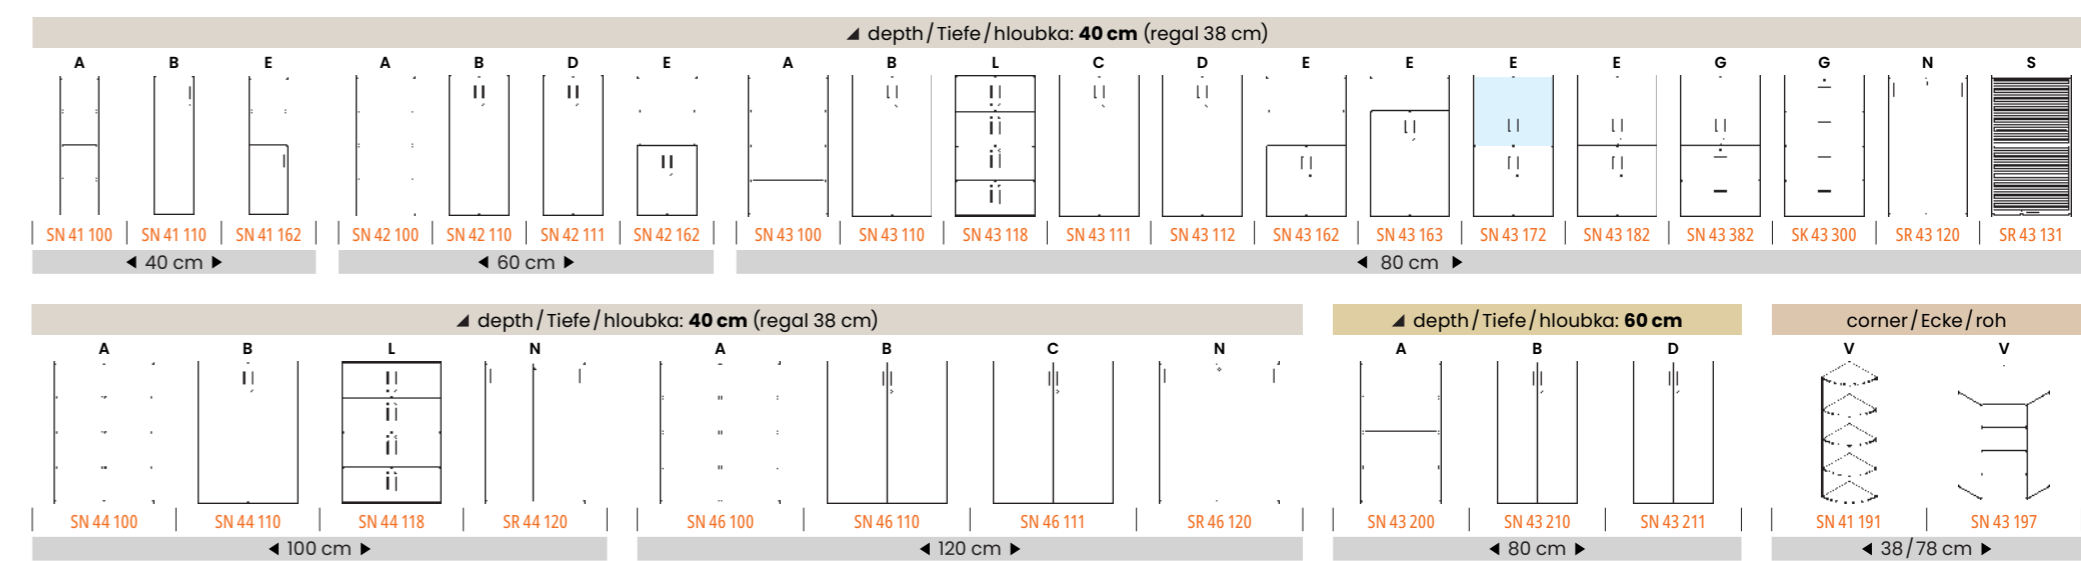 ◢ depth/Tiefe/hloubka: 40 cm (regal 38 cm)
A B E A B D E A B L C D E E E E G G N S
SN 41 100 SN 41 110 SN 41 162 SN 42 100 SN 42 110 SN 42 111 SN 42 162 SN 43 100 SN 43 110 SN 43 118 SN 43 111 SN 43 112 SN 43 162 SN 43 163 SN 43 172 SN 43 182 SN 43 382 SK 43 300 SR 43 120 SR 43 131
◀ 40 cm ▶ ◀ 60 cm ▶ ◀ 80 cm ▶
◢ depth/Tiefe/hloubka: 40 cm (regal 38 cm) ◢ depth/Tiefe/hloubka: 60 cm corner/Ecke/roh
A B L N A B C N A B D V V
SN 44 100 SN 44 110 SN 44 118 SR 44 120 SN 46 100 SN 46 110 SN 46 111 SR 46 120 SN 43 200 SN 43 210 SN 43 211 SN 41 191 SN 43 197
◀ 100 cm ▶ ◀ 120 cm ▶ ◀ 80 cm ▶ ◀ 38/78 cm ▶